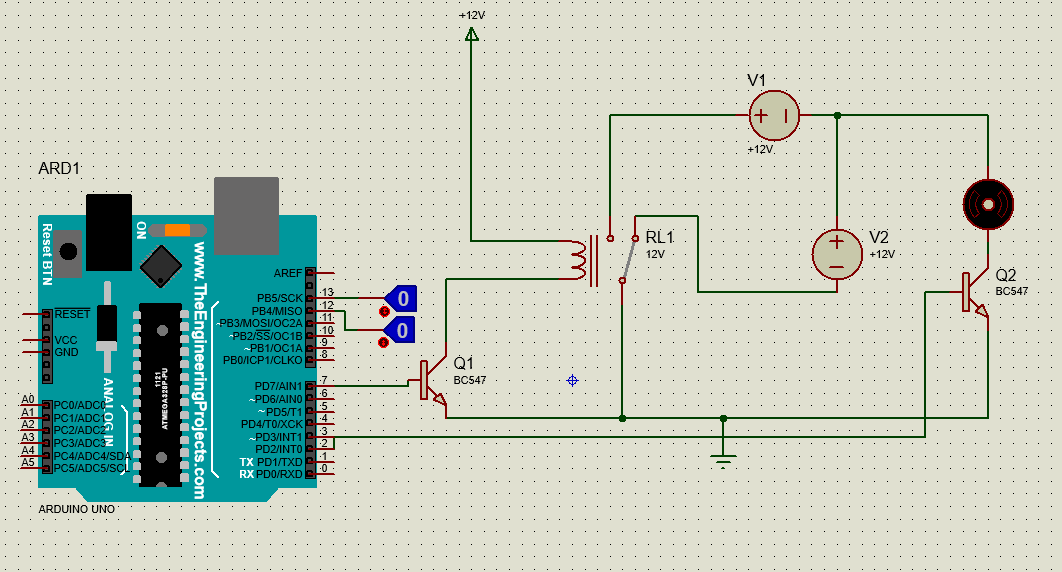 +12V
V1
+12V
ARD1
Reset BTN
ON
www.TheEngineeringProjects.com
AREF
RESET
VCC
GND
PB5/SCK 13
PB4/MISO 12
~PB3/MOSI/OC2A 11
~PB2/SS/OC1B 10
~PB1/OC1A 9
PB0/ICP1/CLKO 8
0
0
1121
ATMEGA328P-PU
ANALOG IN
A0 PC0/ADC0
A1 PC1/ADC1
A2 PC2/ADC2
A3 PC3/ADC3
A4 PC4/ADC4/SDA
A5 PC5/ADC5/SCL
PD7/AIN1 7
~PD6/AIN0 6
~PD5/T1 5
PD4/T0/XCK 4
~PD3/INT1 3
PD2/INT0 2
TX PD1/TXD 1
RX PD0/RXD 0
ARDUINO UNO
RL1
12V
V2
+12V
Q1
BC547
Q2
BC547